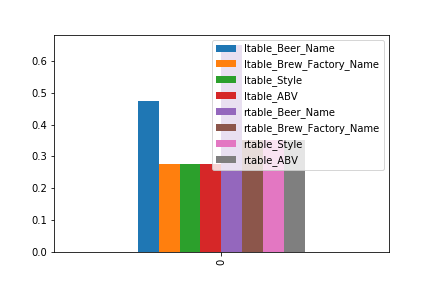 0.6
0.5
0.4
0.3
0.2
0.1
0.0
0
ltable_Beer_Name
ltable_Brew_Factory_Name
ltable_Style
ltable_ABV
rtable_Beer_Name
rtable_Brew_Factory_Name
rtable_Style
rtable_ABV